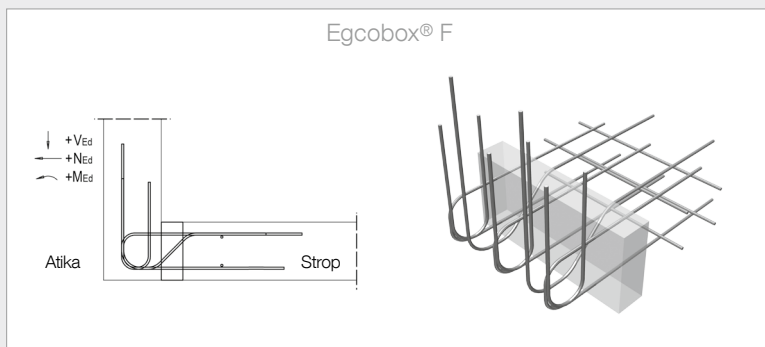 Egcobox® F
+VEd
+NEd
+MEd
Atika
Strop